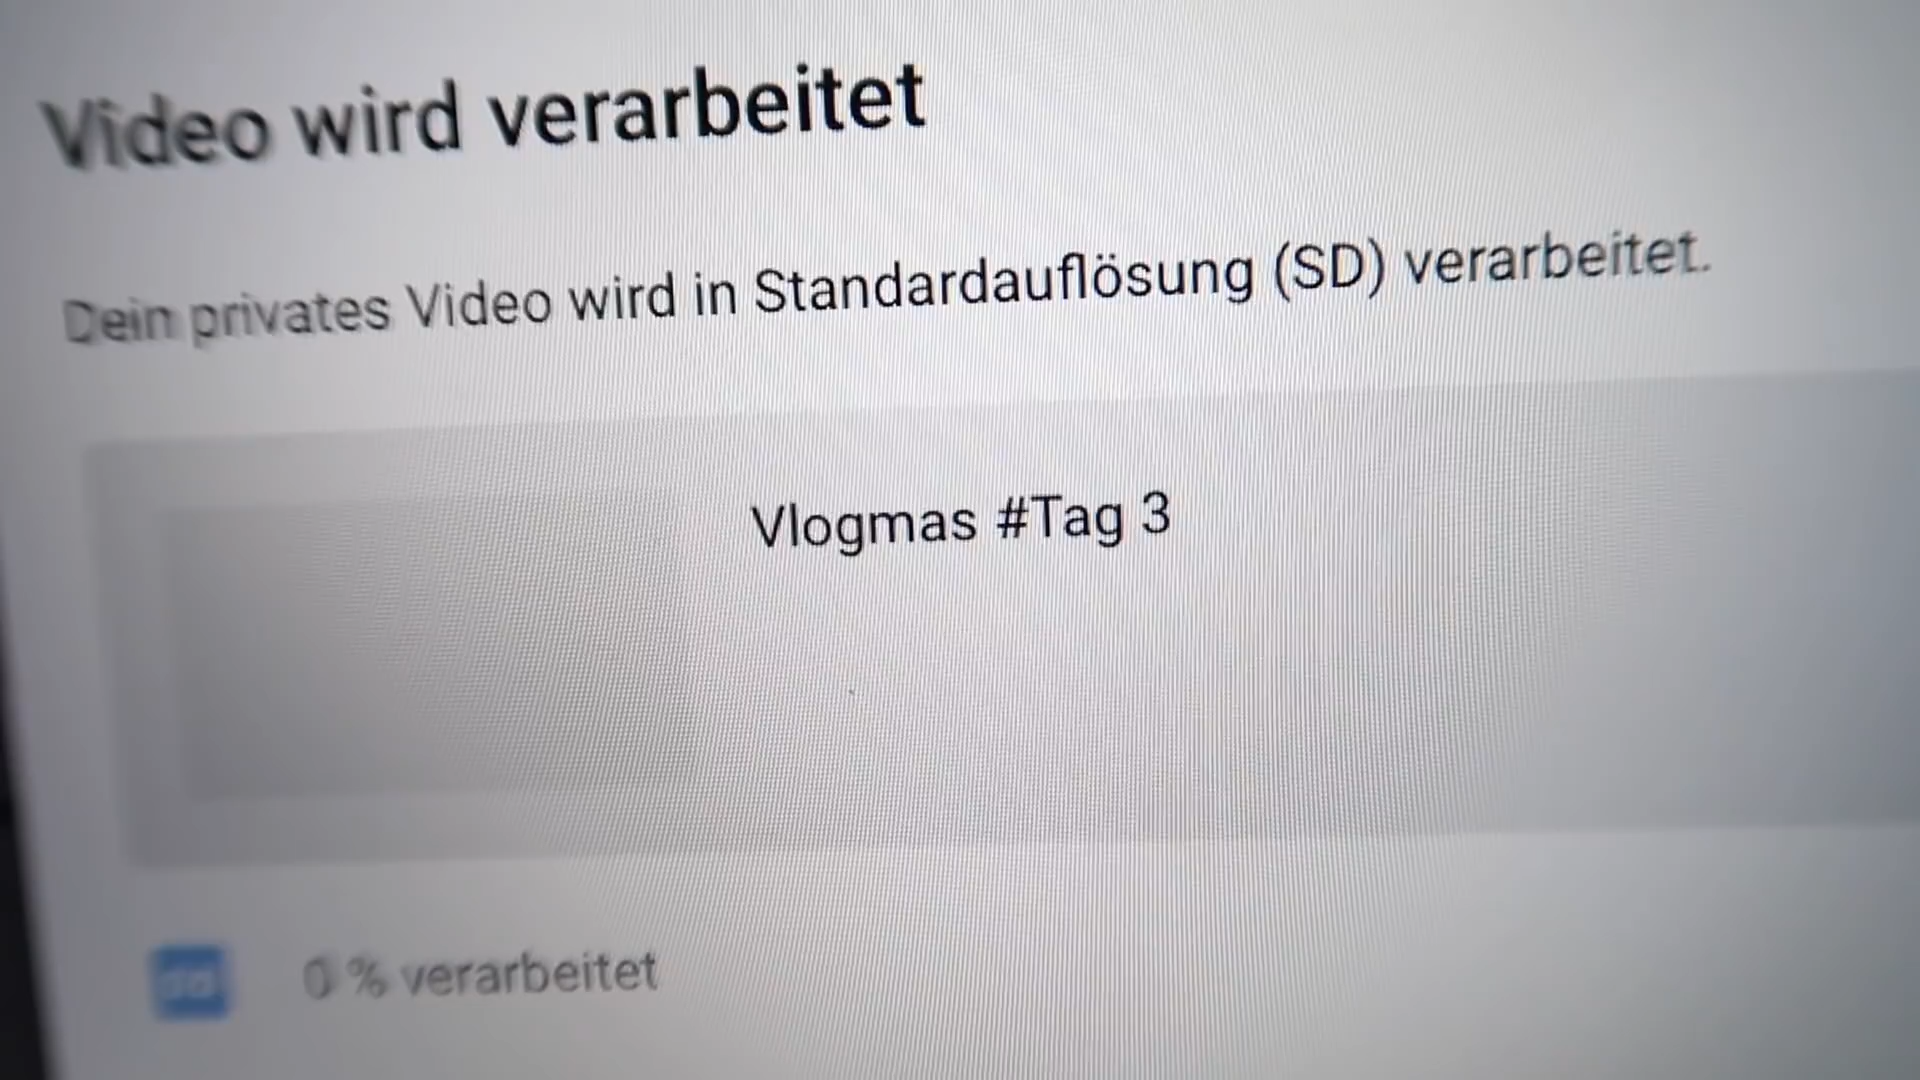 Video wird verarbeitet
Dein privates Video wird in Standardauflösung (SD) verarbeitet.
Vlogmas #Tag 3
0 % verarbeitet